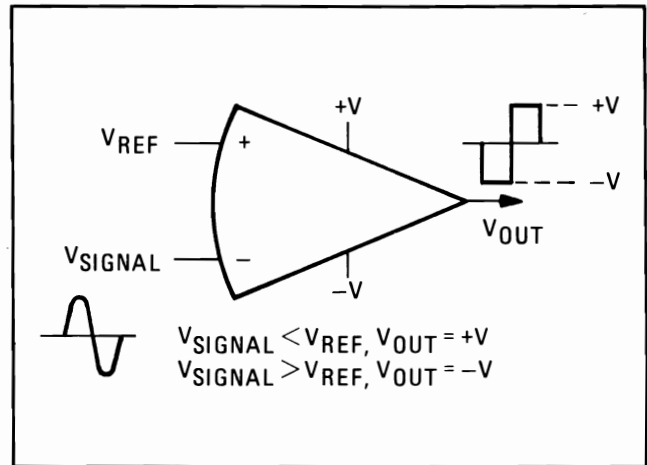 +V
+V
V_REF
+
−V
V_OUT
V_SIGNAL
−
−V
V_SIGNAL < V_REF, V_OUT = +V
V_SIGNAL > V_REF, V_OUT = −V